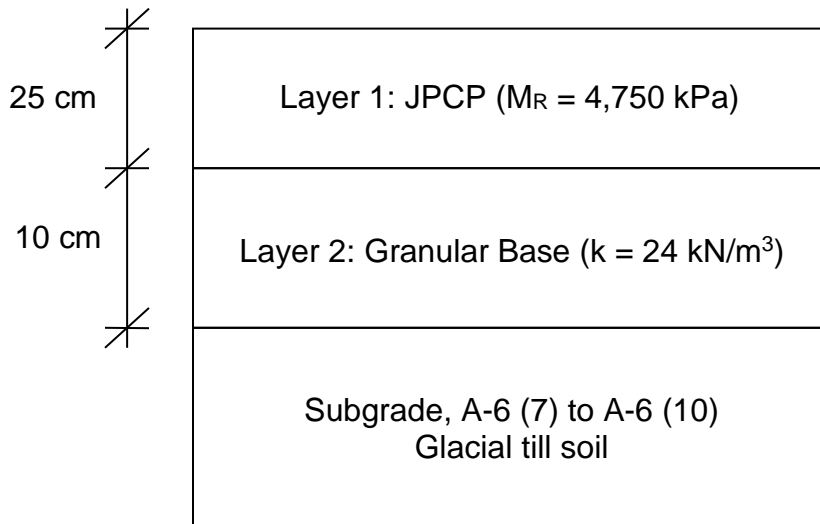 25 cm
Layer 1: JPCP (MR = 4,750 kPa)
10 cm
Layer 2: Granular Base (k = 24 kN/m³)
Subgrade, A-6 (7) to A-6 (10)
Glacial till soil